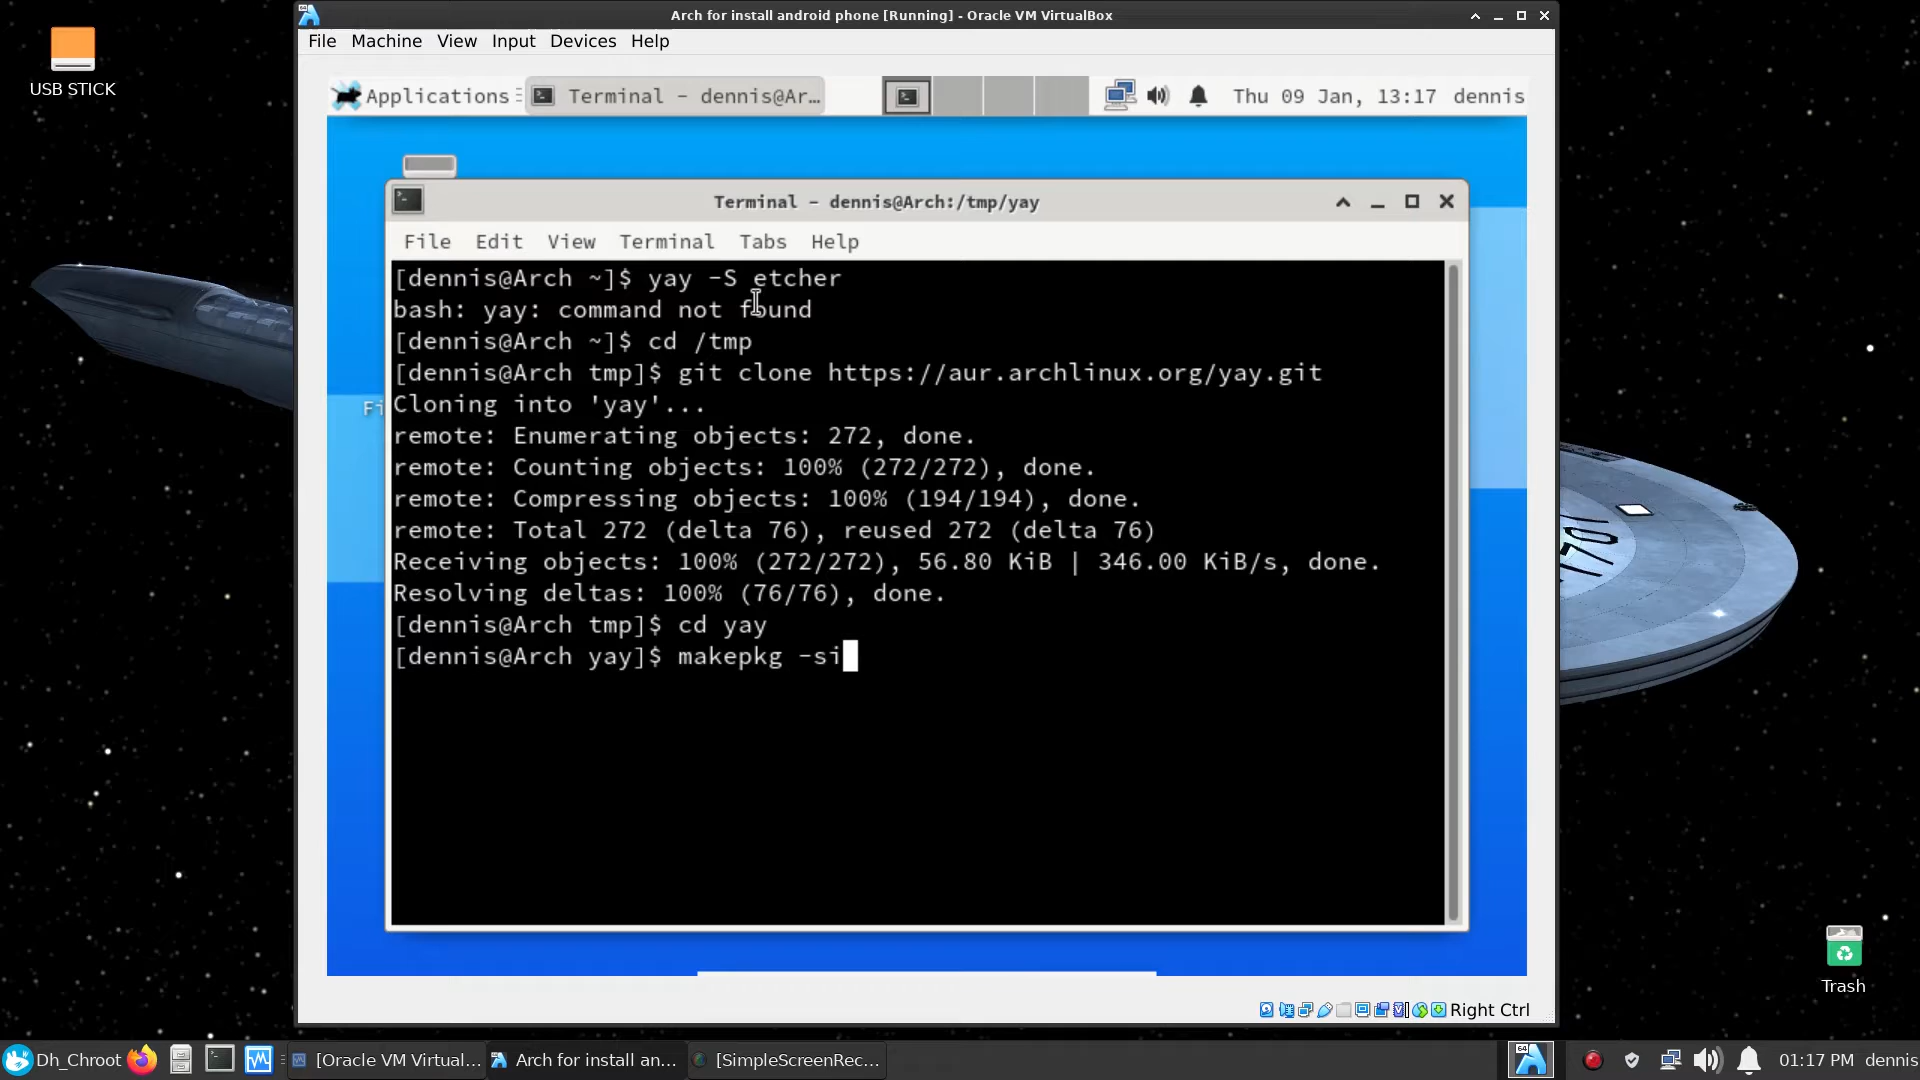 USB STICK
Arch for install android phone [Running] - Oracle VM VirtualBox
File Machine View Input Devices Help
Applications
Terminal - dennis@Ar...
Thu 09 Jan, 13:17 dennis
Terminal - dennis@Arch:/tmp/yay
File Edit View Terminal Tabs Help
[dennis@Arch ~]$ yay -S etcher
bash: yay: command not found
[dennis@Arch ~]$ cd /tmp
[dennis@Arch tmp]$ git clone https://aur.archlinux.org/yay.git
Cloning into 'yay'...
remote: Enumerating objects: 272, done.
remote: Counting objects: 100% (272/272), done.
remote: Compressing objects: 100% (194/194), done.
remote: Total 272 (delta 76), reused 272 (delta 76)
Receiving objects: 100% (272/272), 56.80 KiB | 346.00 KiB/s, done.
Resolving deltas: 100% (76/76), done.
[dennis@Arch tmp]$ cd yay
[dennis@Arch yay]$ makepkg -si
Fi
Trash
Right Ctrl
Dh_Chroot
[Oracle VM Virtual...
Arch for install an...
[SimpleScreenRec...
64
01:17 PM dennis